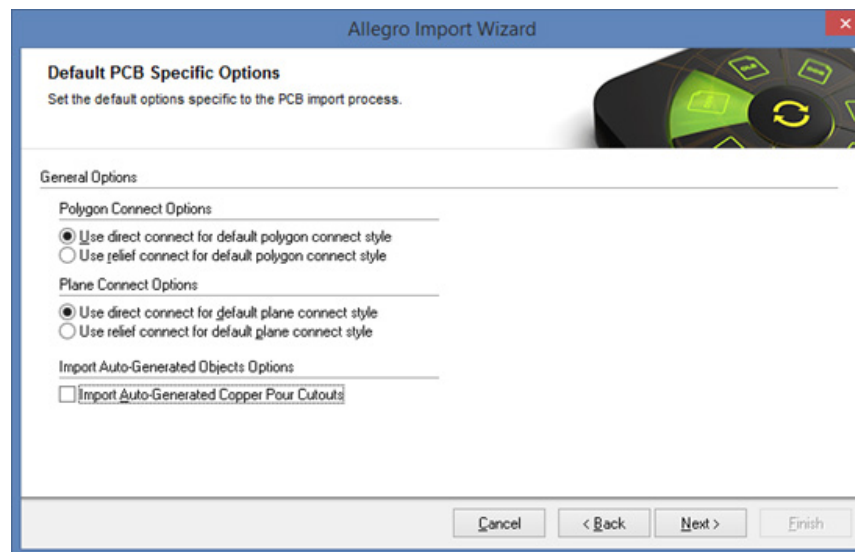 Allegro Import Wizard
Default PCB Specific Options
Set the default options specific to the PCB import process.
General Options
Polygon Connect Options
Use direct connect for default polygon connect style
Use relief connect for default polygon connect style
Plane Connect Options
Use direct connect for default plane connect style
Use relief connect for default plane connect style
Import Auto-Generated Objects Options
Import Auto-Generated Copper Pour Cutouts
Cancel
< Back
Next >
Finish